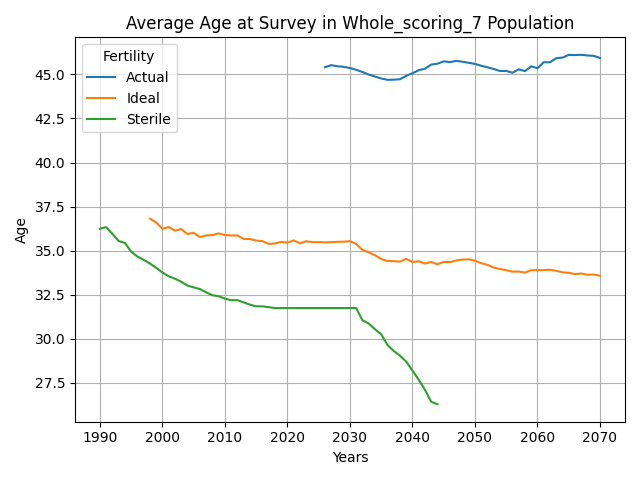 Average Age at Survey in Whole_scoring_7 Population
Fertility
Actual
Ideal
Sterile
45.0
42.5
40.0
37.5
35.0
32.5
30.0
27.5
Age
1990 2000 2010 2020 2030 2040 2050 2060 2070
Years